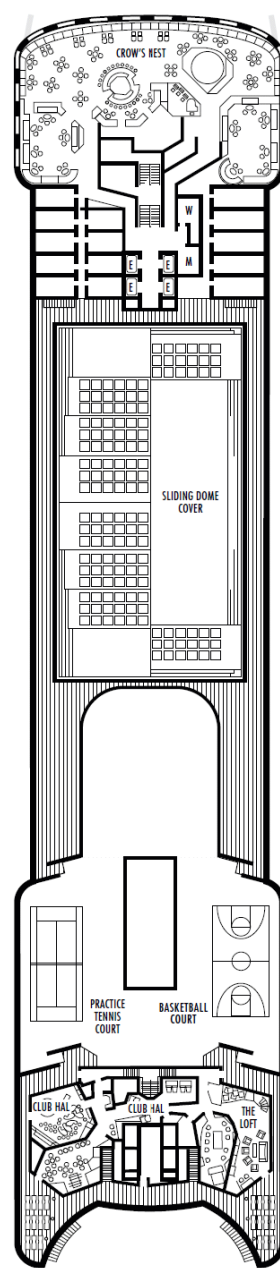 CROW'S NEST
W
E E M
E E
SLIDING DOME
COVER
PRACTICE
TENNIS
COURT
BASKETBALL
COURT
CLUB HAL
CLUB HAL
THE
LOFT